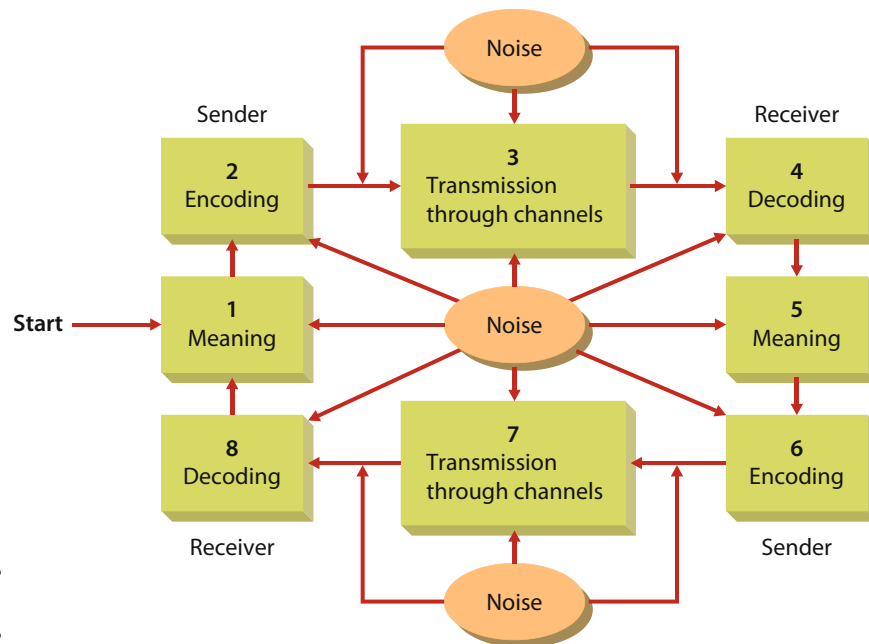 Noise
Sender
Receiver
2
Encoding
3
Transmission
through channels
4
Decoding
Start
1
Meaning
Noise
5
Meaning
8
Decoding
7
Transmission
through channels
6
Encoding
Receiver
Sender
Noise